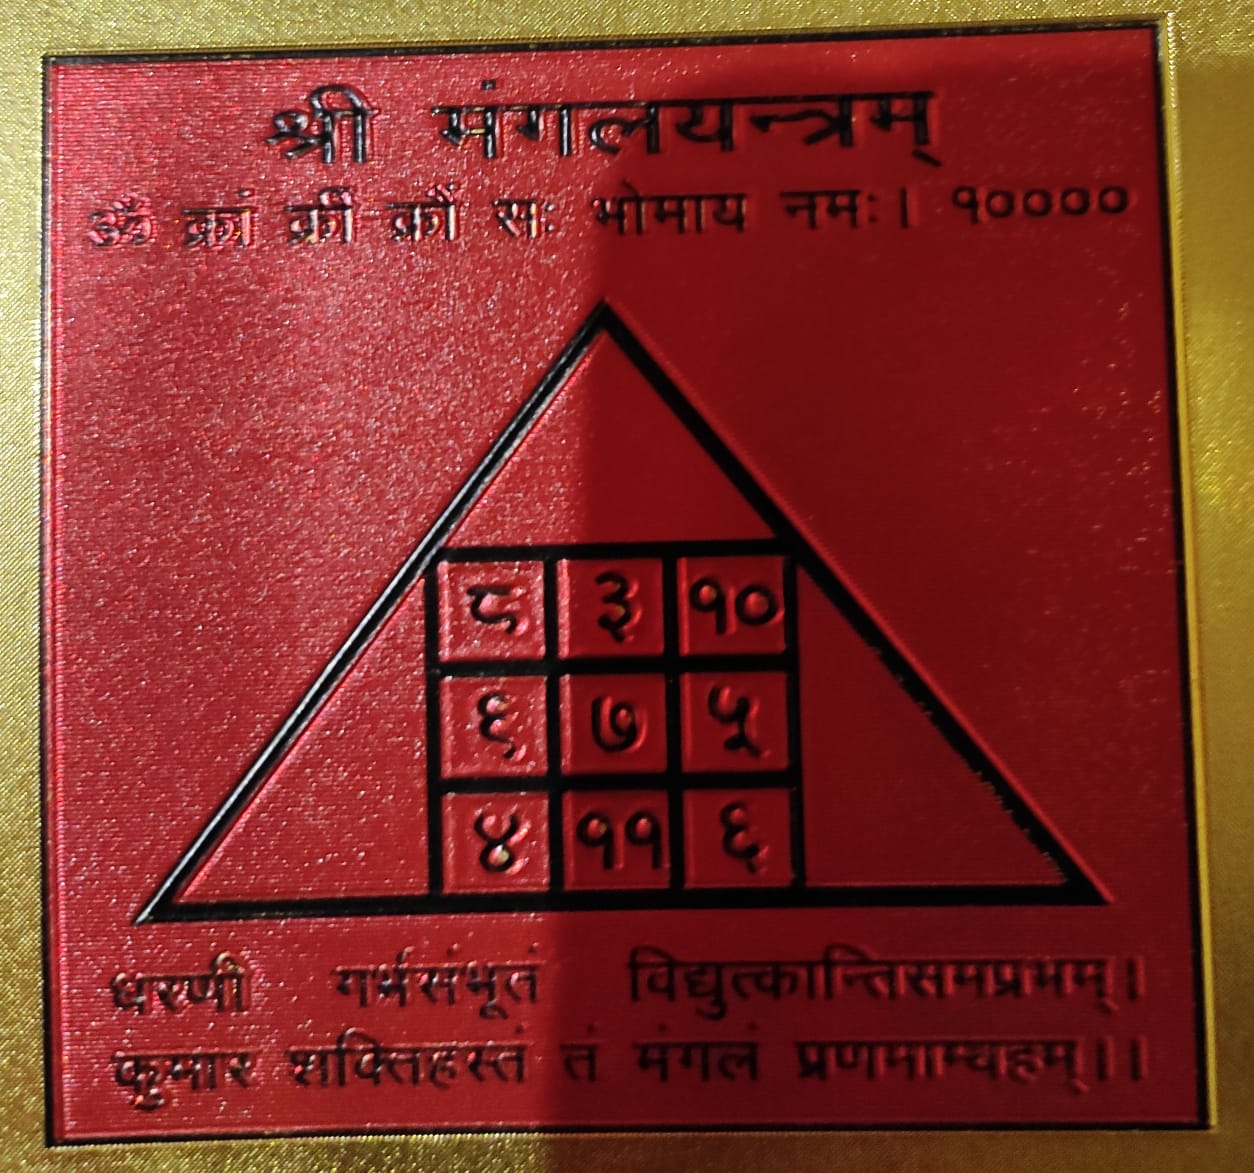 श्री मंगलयन्त्रम्
ॐ क्रां क्रीं क्रौं सः भोमाय नमः। १००००
८ ३ १०
९ ७ ५
४ ११ ६
धरणी गर्भसंभूतं विद्युत्कान्तिसमप्रभम्।
कुमार शक्तिहस्तं तं मंगलं प्रणमाम्यहम्।।